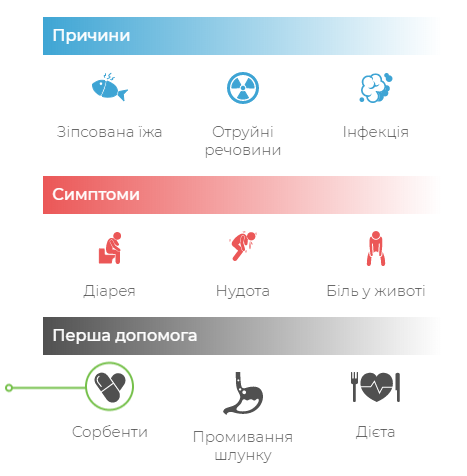 Причини
Зіпсована їжа
Отруйні
речовини
Інфекція
Симптоми
Діарея
Нудота
Біль у животі
Перша допомога
Сорбенти
Промивання
шлунку
Дієта